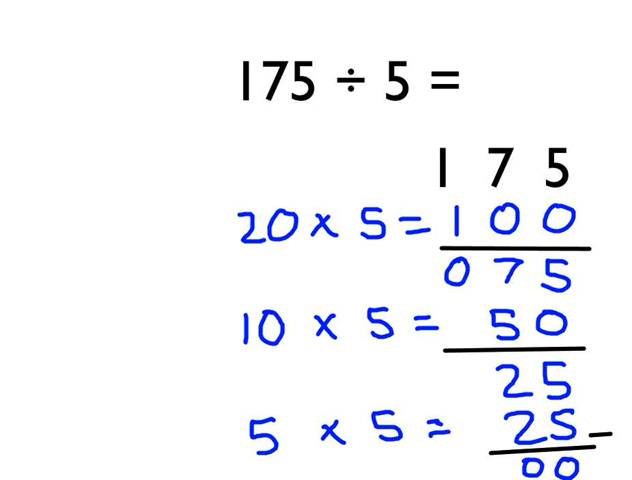 175 ÷ 5 =
1 7 5
20 x 5 = 1 0 0
0 7 5
10 x 5 = 5 0
2 5
5 x 5 = 2 5 –
0 0